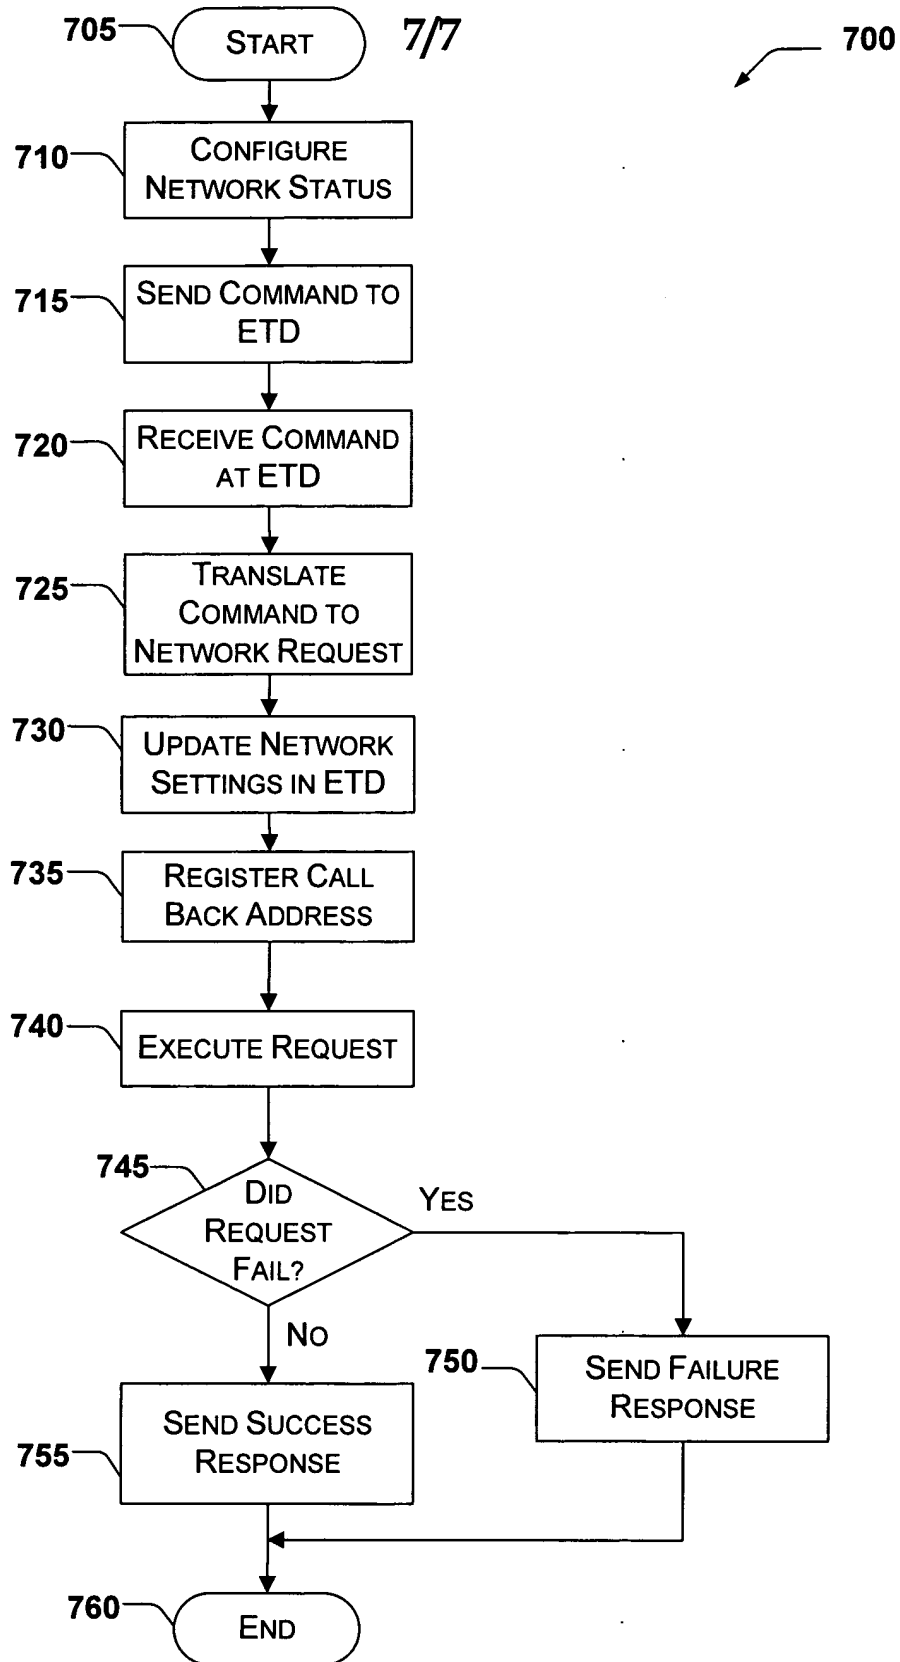 705
START
7/7
700
710
CONFIGURE
NETWORK STATUS
715
SEND COMMAND TO
ETD
720
RECEIVE COMMAND
AT ETD
725
TRANSLATE
COMMAND TO
NETWORK REQUEST
730
UPDATE NETWORK
SETTINGS IN ETD
735
REGISTER CALL
BACK ADDRESS
740
EXECUTE REQUEST
745
DID
REQUEST
FAIL?
YES
NO
750
SEND FAILURE
RESPONSE
755
SEND SUCCESS
RESPONSE
760
END